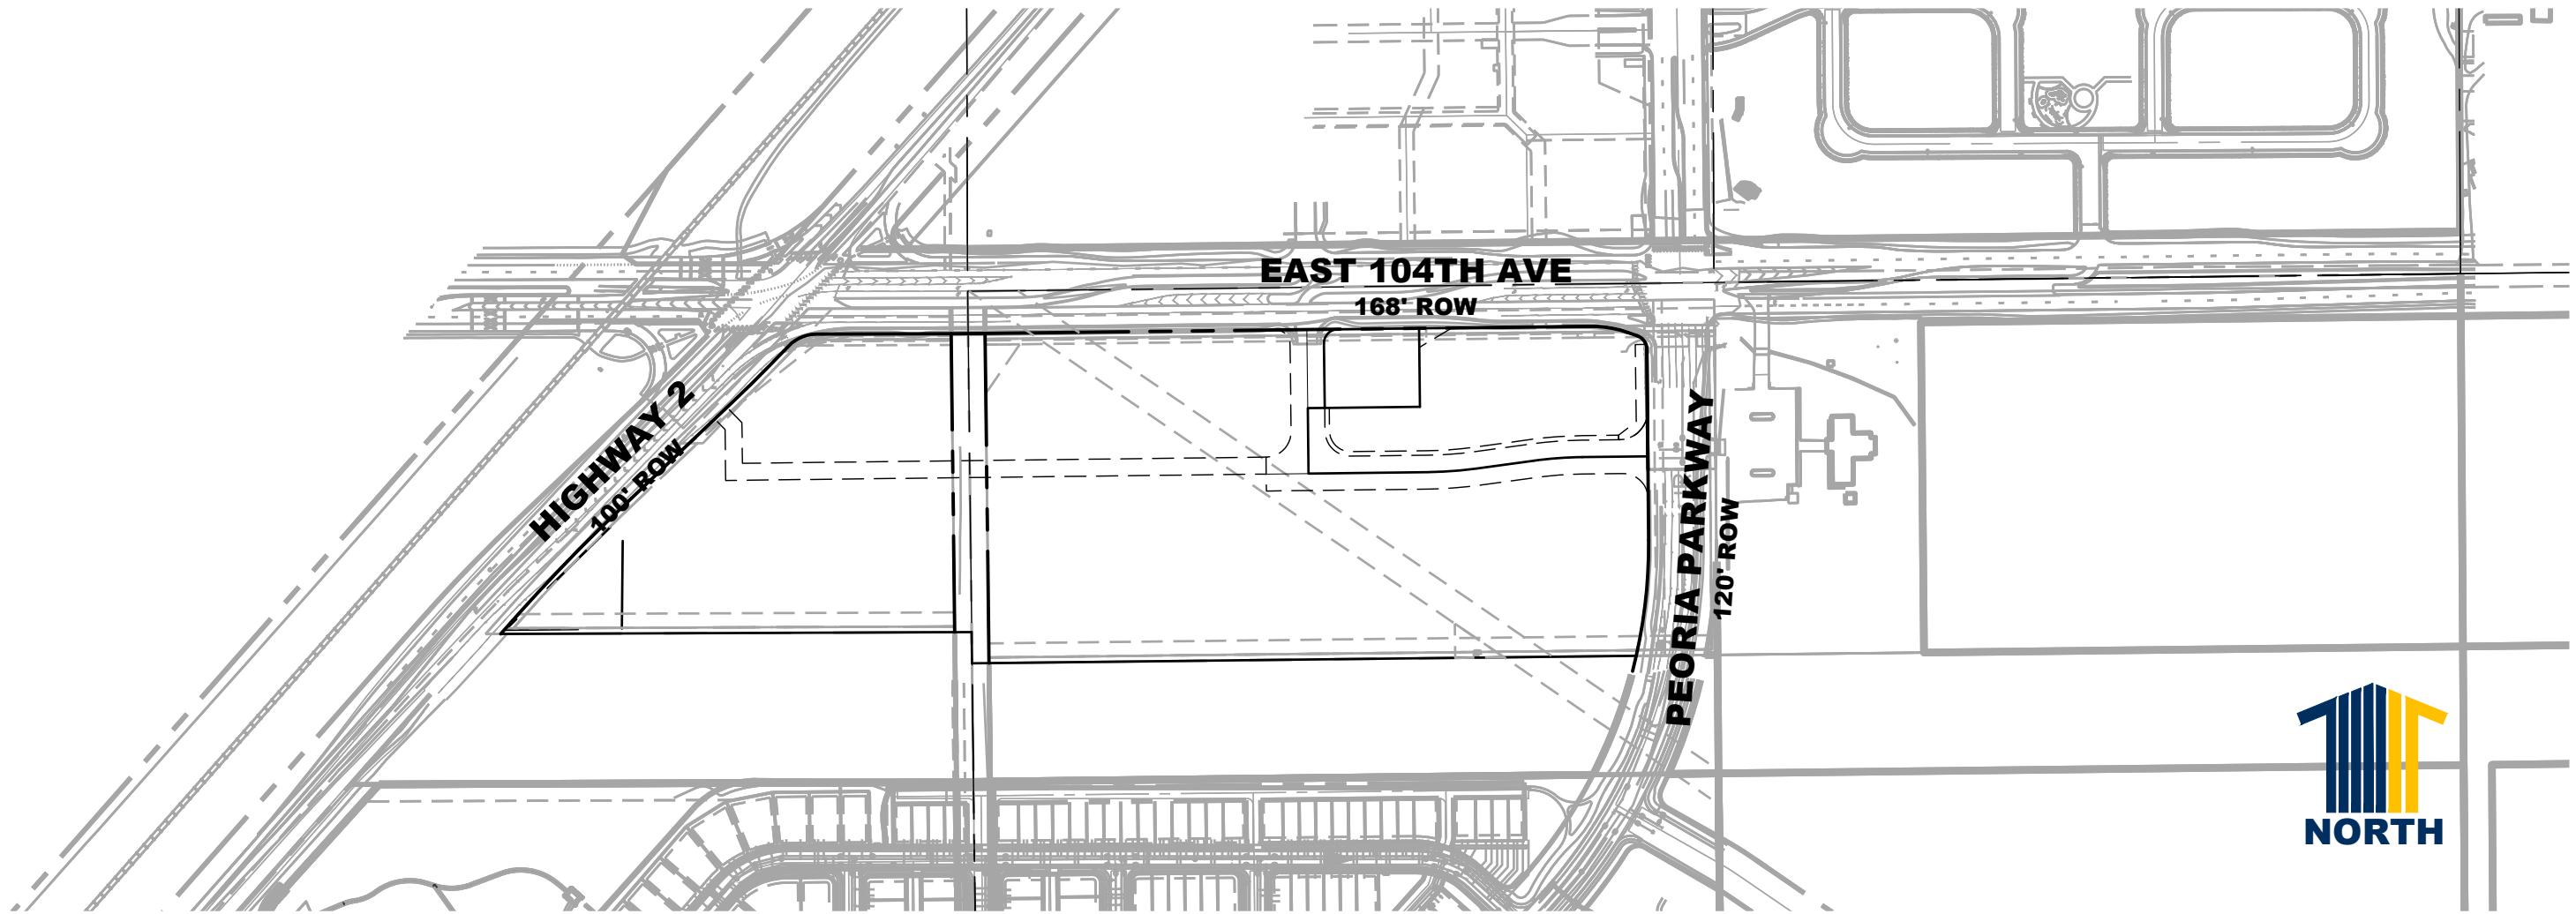 EAST 104TH AVE
168' ROW
HIGHWAY 2
100' ROW
PEORIA PARKWAY
120' ROW
NORTH